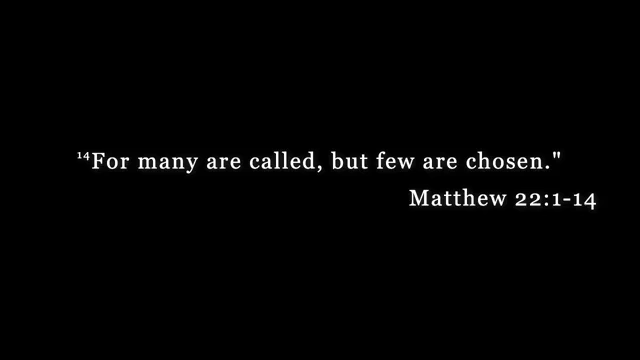 ¹⁴For many are called, but few are chosen."
Matthew 22:1-14